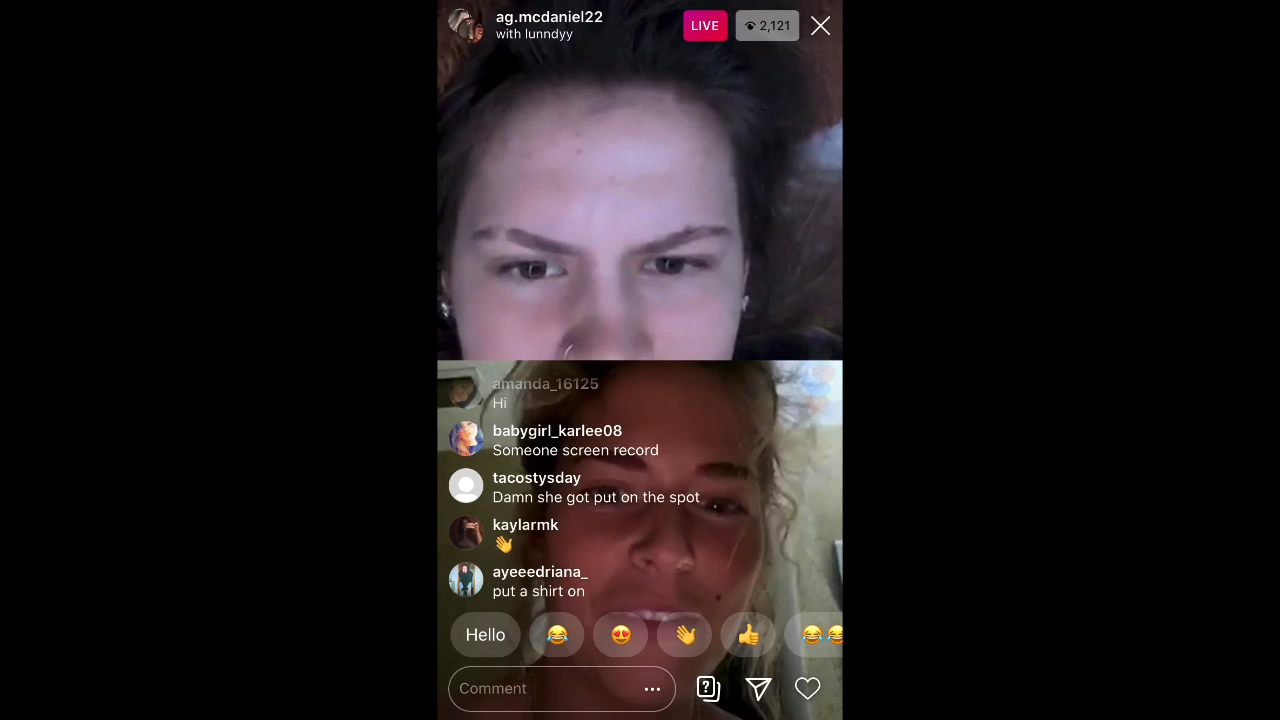 ag.mcdaniel22
with lunndyy
LIVE
2,121
amanda_16125
Hi
babygirl_karlee08
Someone screen record
tacostysday
Damn she got put on the spot
kaylarmk
👋
ayeeedriana_
put a shirt on
Hello 😂 😍 👋 👍 😂😂
Comment